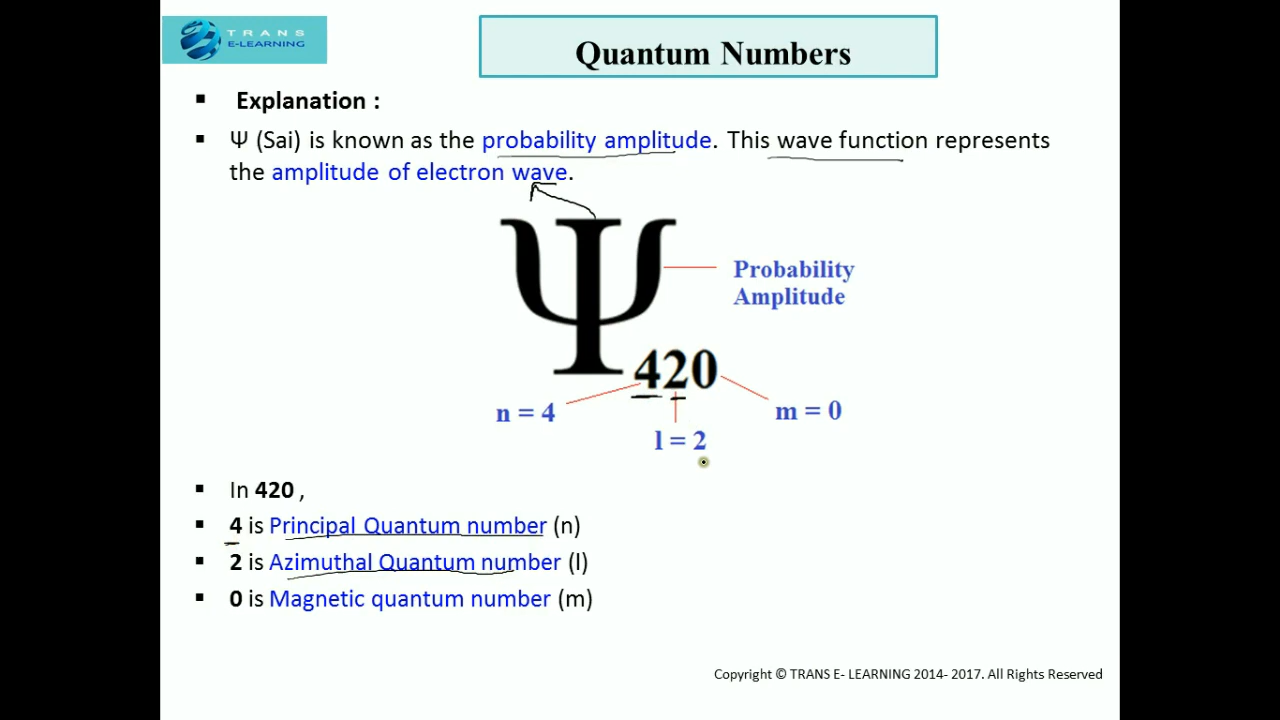 TRANS
E-LEARNING
Quantum Numbers
▪ Explanation :
▪ Ψ (Sai) is known as the probability amplitude. This wave function represents
the amplitude of electron wave.
Ψ420
Probability
Amplitude
n = 4
m = 0
l = 2
▪ In 420 ,
▪ 4 is Principal Quantum number (n)
▪ 2 is Azimuthal Quantum number (l)
▪ 0 is Magnetic quantum number (m)
Copyright © TRANS E- LEARNING 2014- 2017. All Rights Reserved